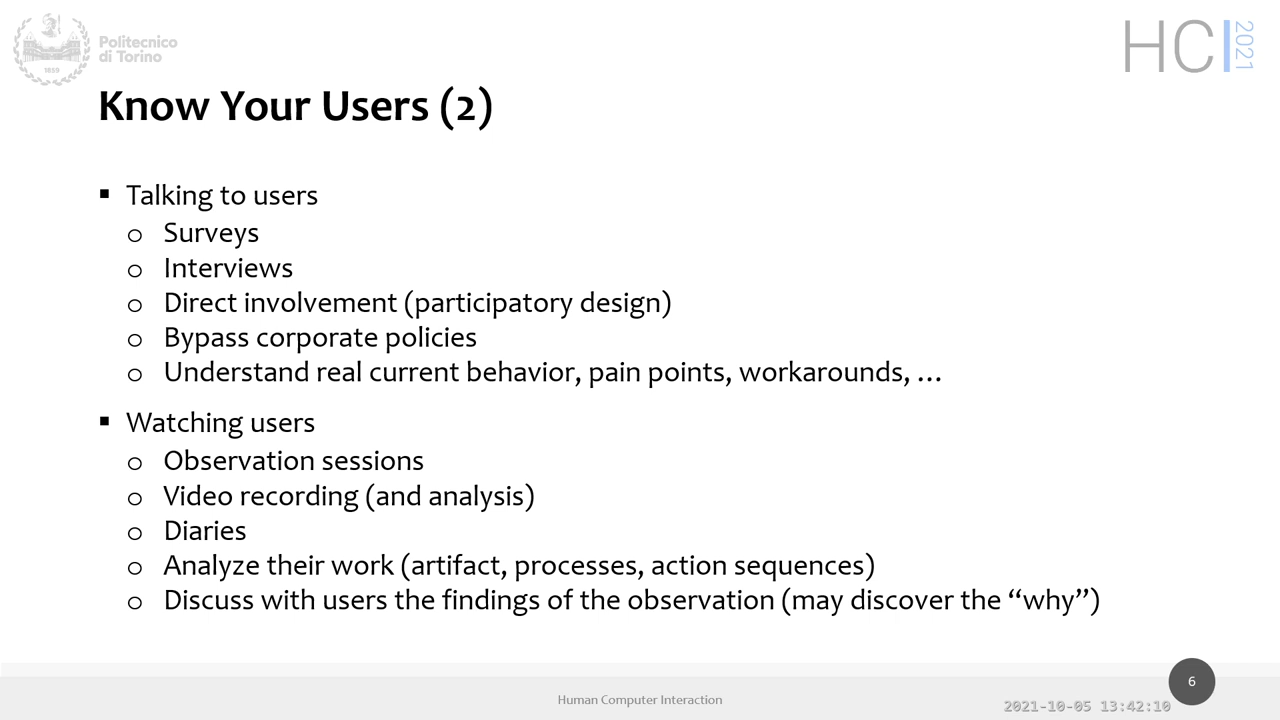 Politecnico
di Torino
1859
HCI 2021
Know Your Users (2)
▪ Talking to users
o Surveys
o Interviews
o Direct involvement (participatory design)
o Bypass corporate policies
o Understand real current behavior, pain points, workarounds, …
▪ Watching users
o Observation sessions
o Video recording (and analysis)
o Diaries
o Analyze their work (artifact, processes, action sequences)
o Discuss with users the findings of the observation (may discover the “why”)
6
Human Computer Interaction
2021-10-05 13:42:10